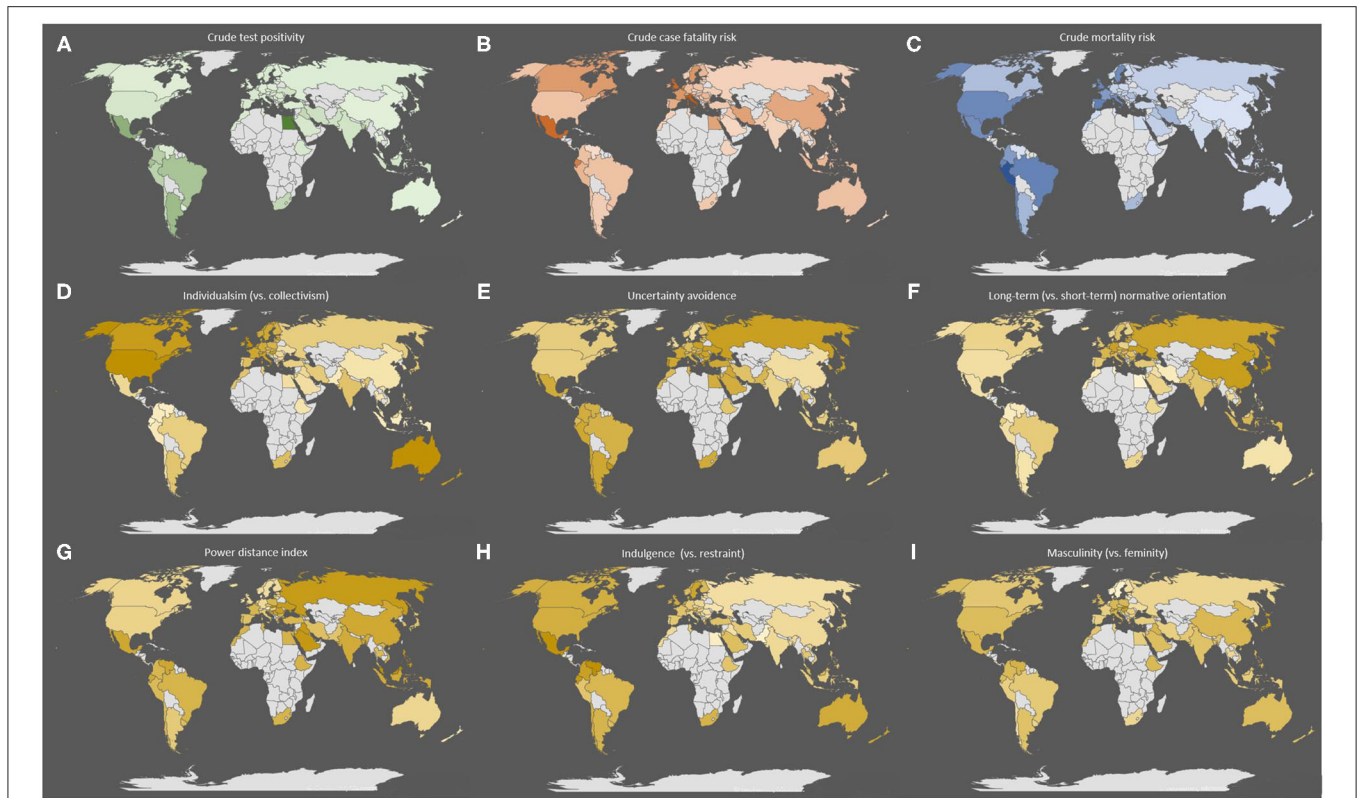 A Crude test positivity
B Crude case fatality risk
C Crude mortality risk
D Individualsim (vs. collectivism)
E Uncertainty avoidence
F Long-term (vs. short-term) normative orientation
G Power distance index
H Indulgence (vs. restraint)
I Masculinity (vs. feminity)